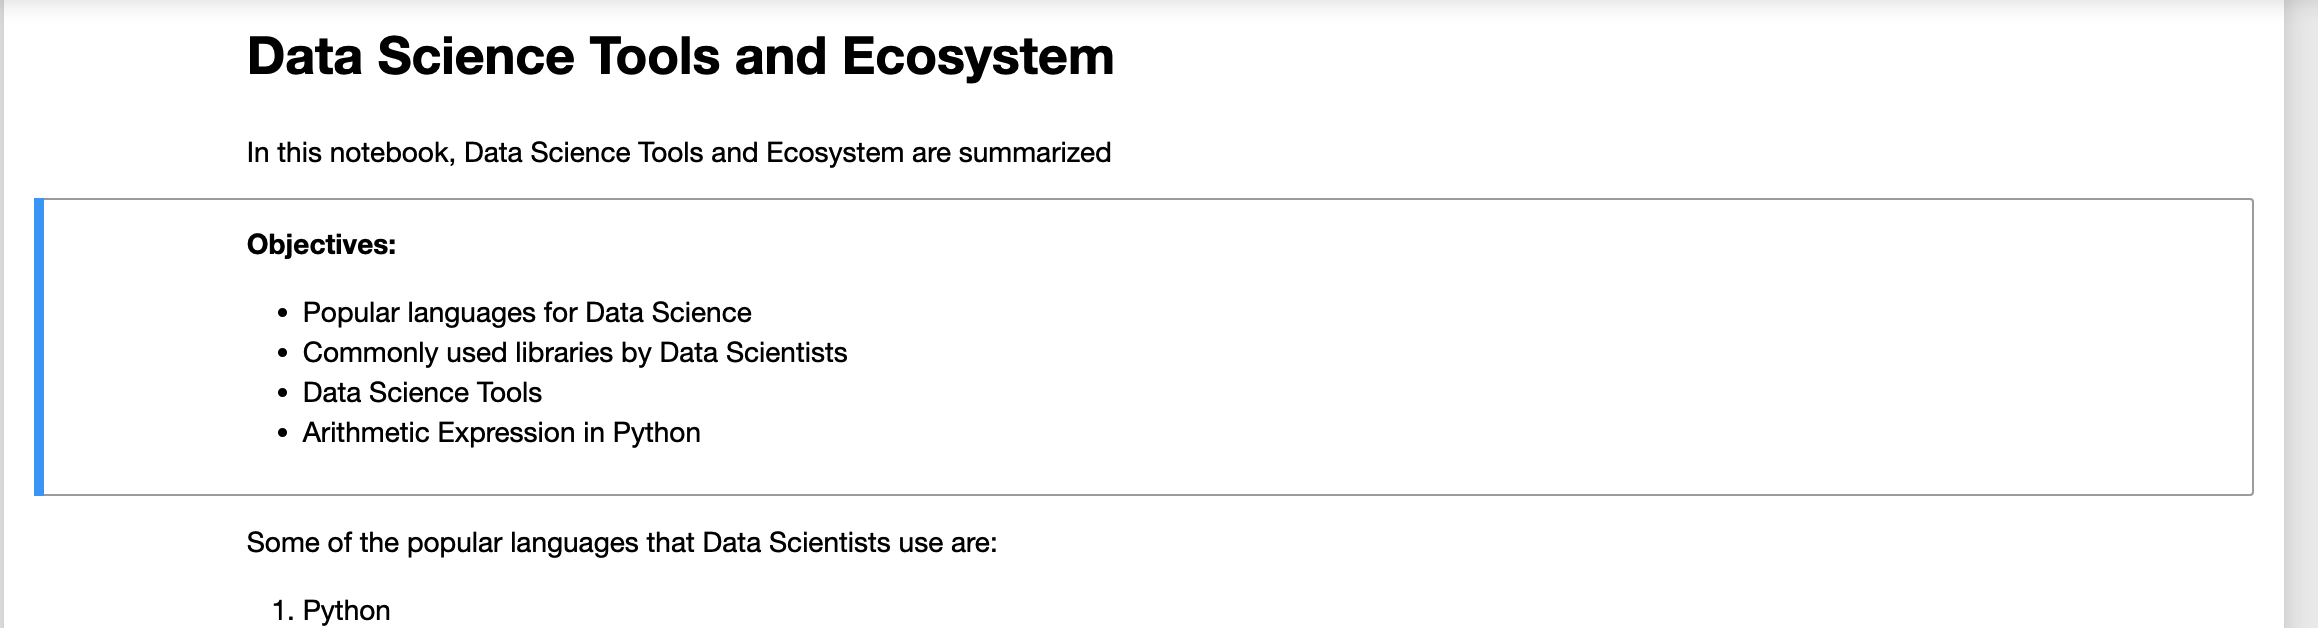 Data Science Tools and Ecosystem
In this notebook, Data Science Tools and Ecosystem are summarized
Objectives:
• Popular languages for Data Science
• Commonly used libraries by Data Scientists
• Data Science Tools
• Arithmetic Expression in Python
Some of the popular languages that Data Scientists use are:
1. Python